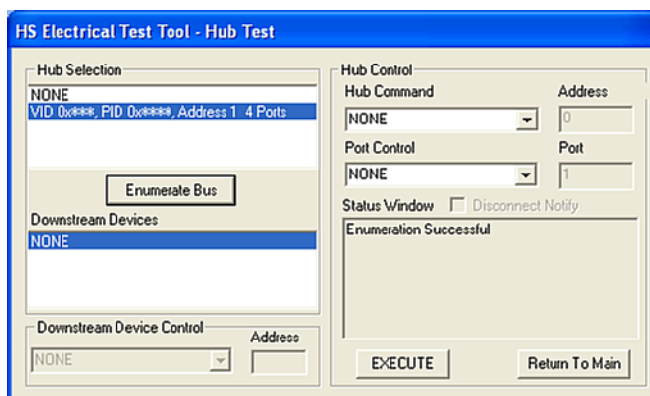 HS Electrical Test Tool - Hub Test
Hub Selection
NONE
VID 0x***, PID 0x****, Address 1 4 Ports
Enumerate Bus
Downstream Devices
NONE
Downstream Device Control
Address
NONE
Hub Control
Hub Command
Address
NONE
0
Port Control
Port
NONE
1
Status Window
Disconnect Notify
Enumeration Successful
EXECUTE
Return To Main